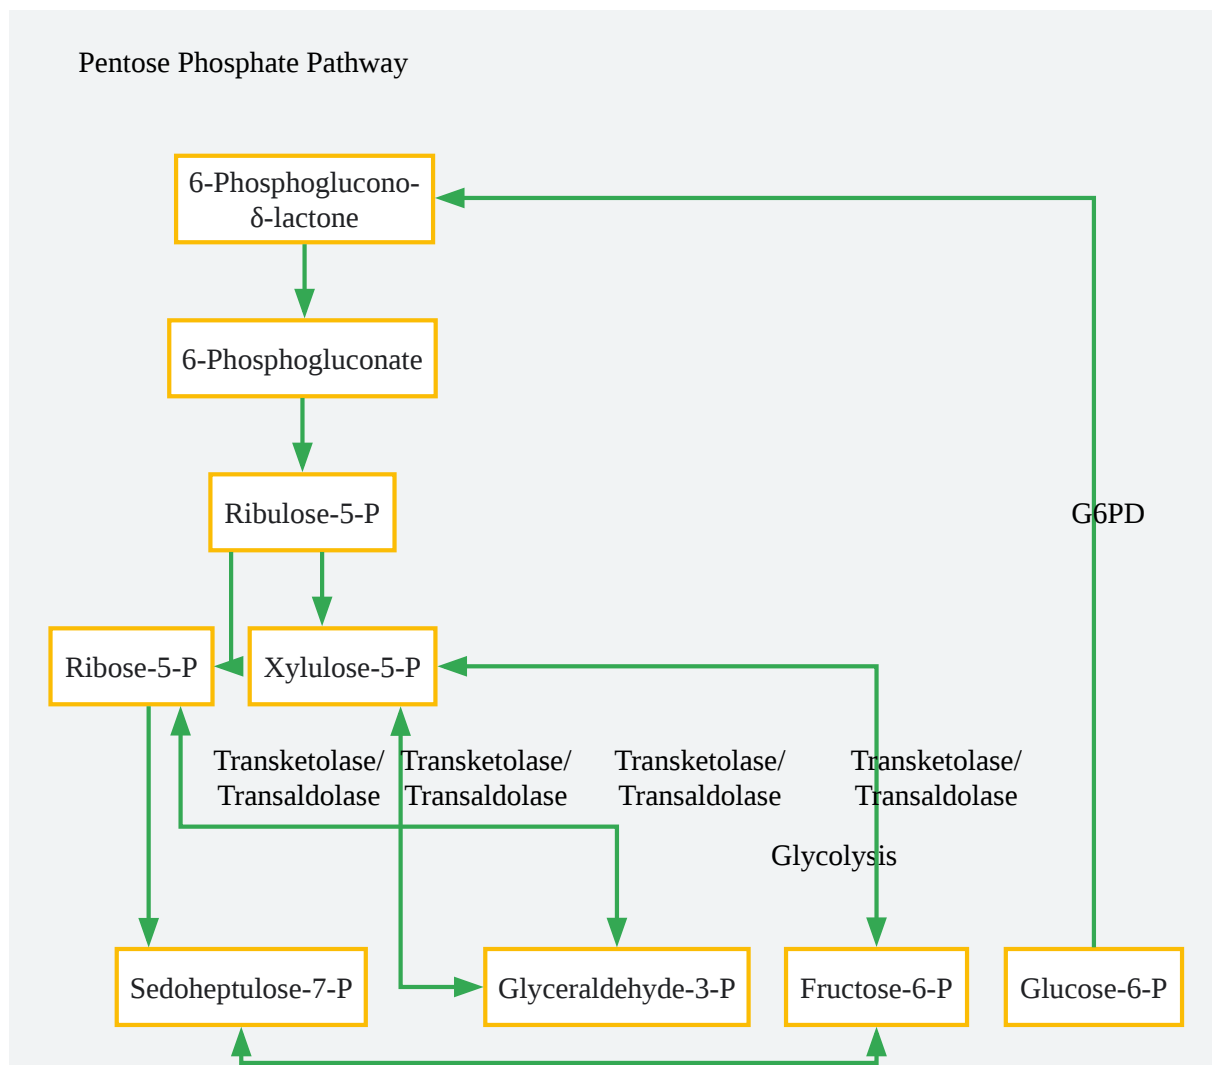 Pentose Phosphate Pathway
6-Phosphoglucono-
δ-lactone
6-Phosphogluconate
Ribulose-5-P
G6PD
Ribose-5-P
Xylulose-5-P
Transketolase/
Transaldolase
Transketolase/
Transaldolase
Transketolase/
Transaldolase
Transketolase/
Transaldolase
Glycolysis
Sedoheptulose-7-P
Glyceraldehyde-3-P
Fructose-6-P
Glucose-6-P